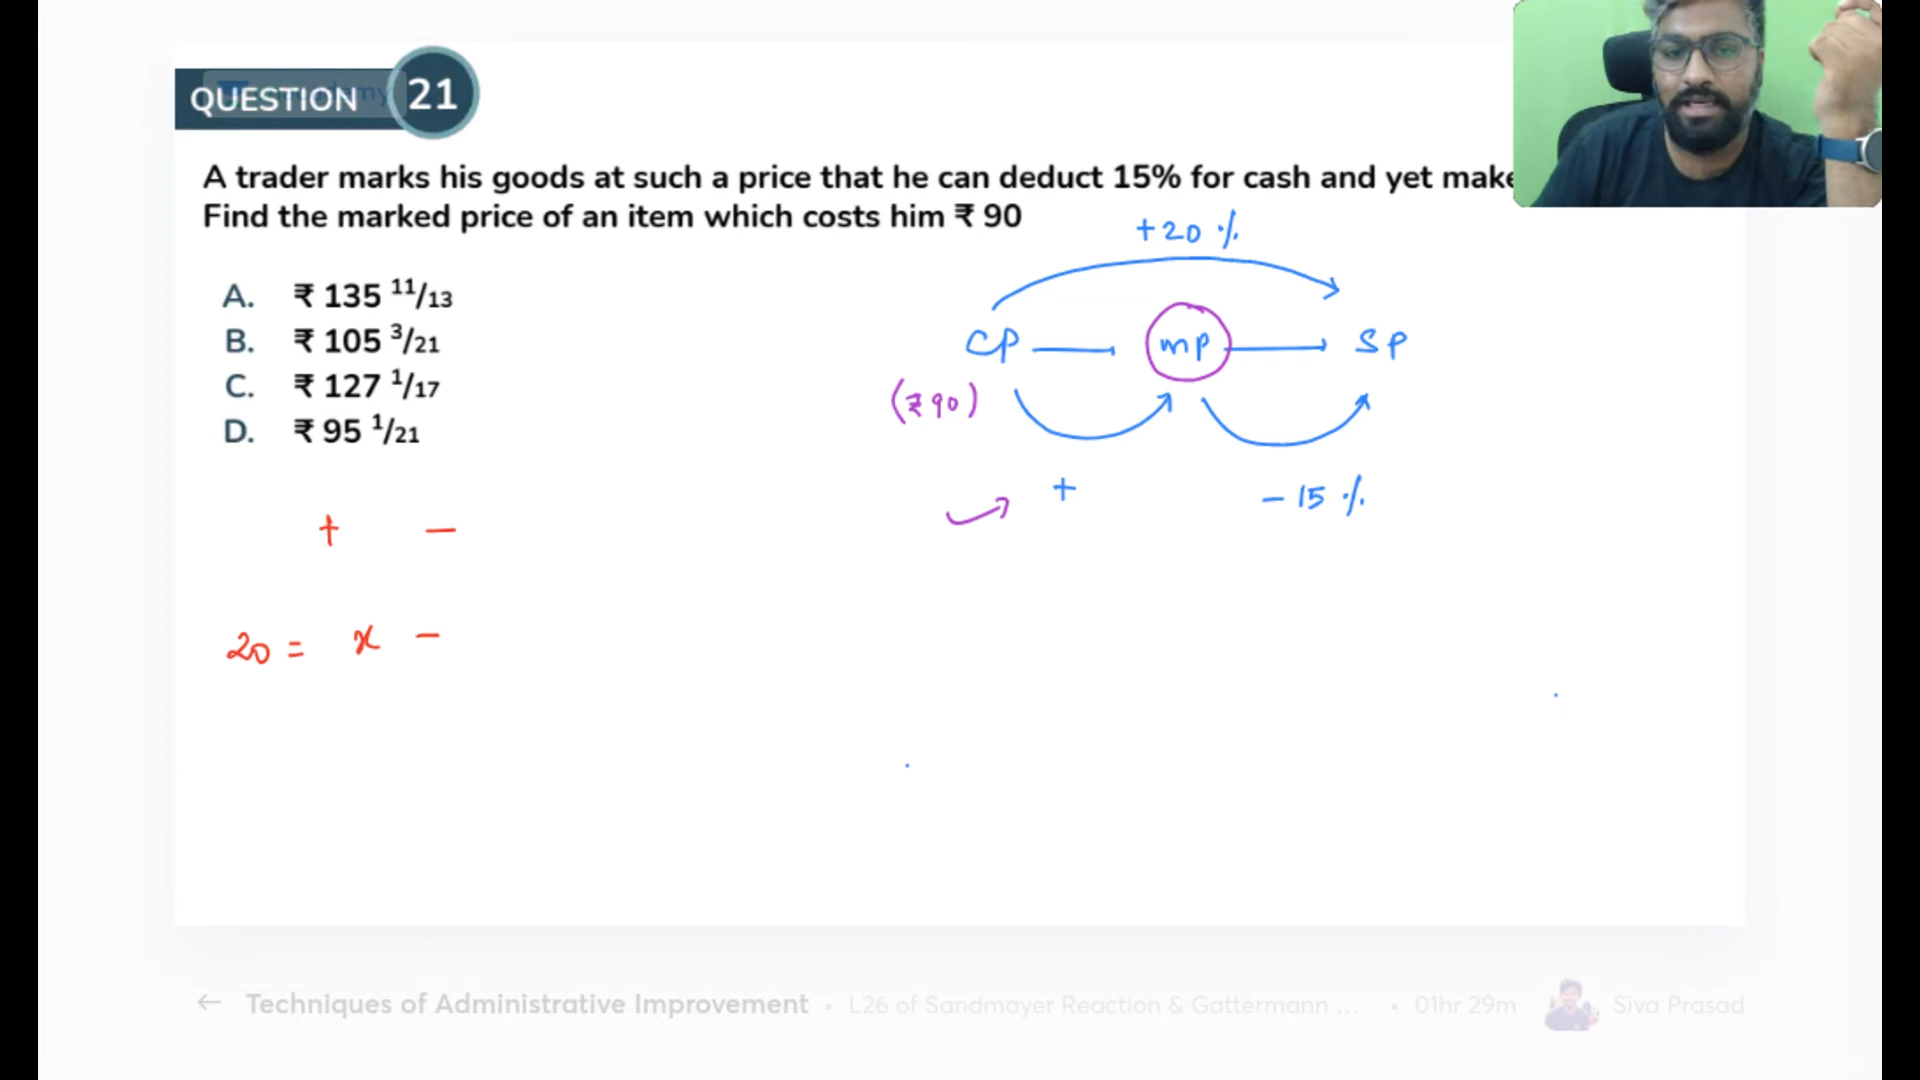 QUESTION 21
A trader marks his goods at such a price that he can deduct 15% for cash and yet make
Find the marked price of an item which costs him ₹ 90
+20 %
A. ₹ 135 11/13
B. ₹ 105 3/21
C. ₹ 127 1/17
D. ₹ 95 1/21
CP mp SP
(₹90)
+ - 15 %
+ -
20 = x -
← Techniques of Administrative Improvement • L26 of Sandmayer Reaction & Gattermann ... • 01hr 29m Siva Prasad